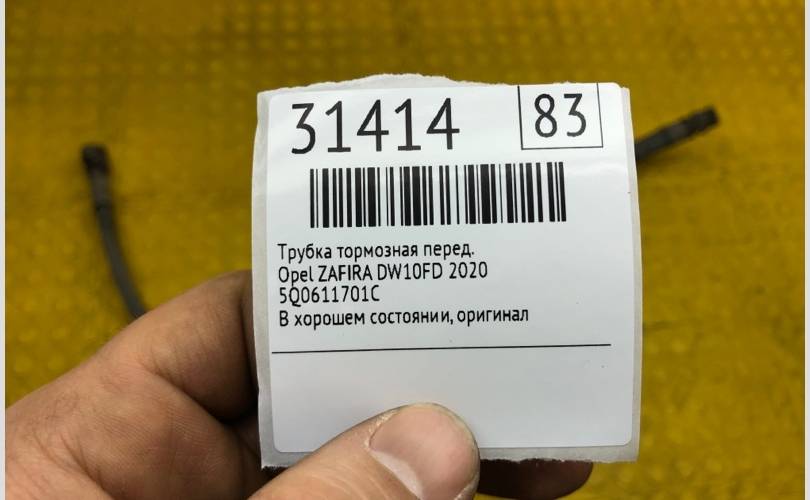 31414
83
Трубка тормозная перед.
Opel ZAFIRA DW10FD 2020
5Q0611701C
В хорошем состоянии, оригинал